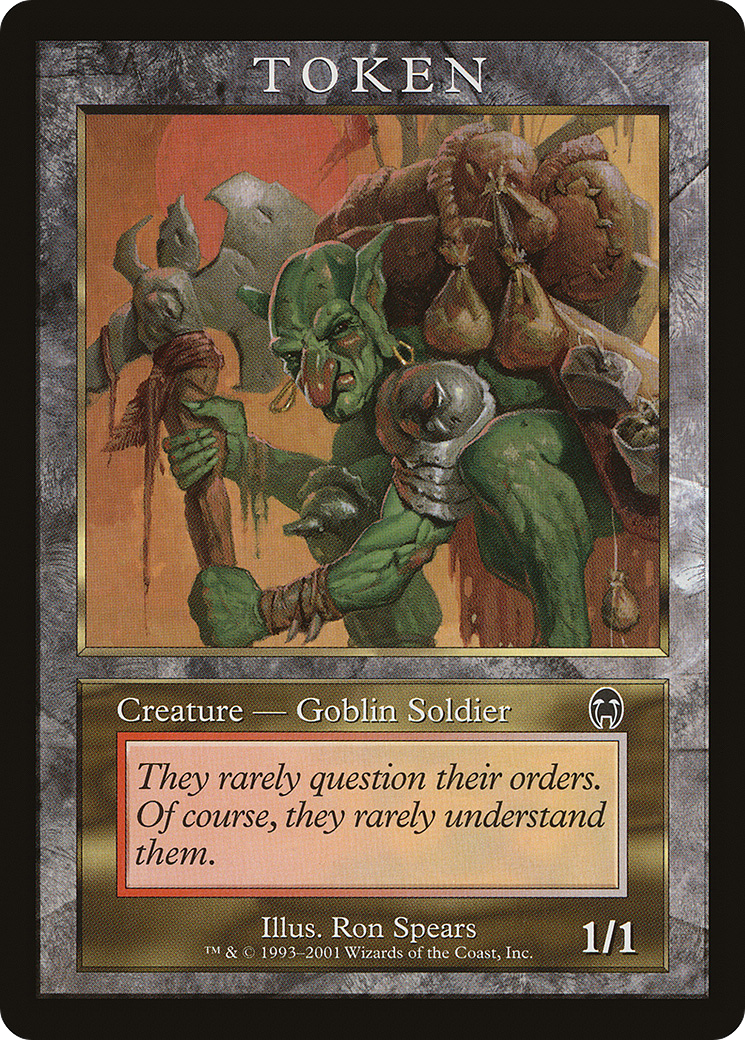 TOKEN
Creature — Goblin Soldier
They rarely question their orders.
Of course, they rarely understand
them.
Illus. Ron Spears
1/1
™ & © 1993–2001 Wizards of the Coast, Inc.